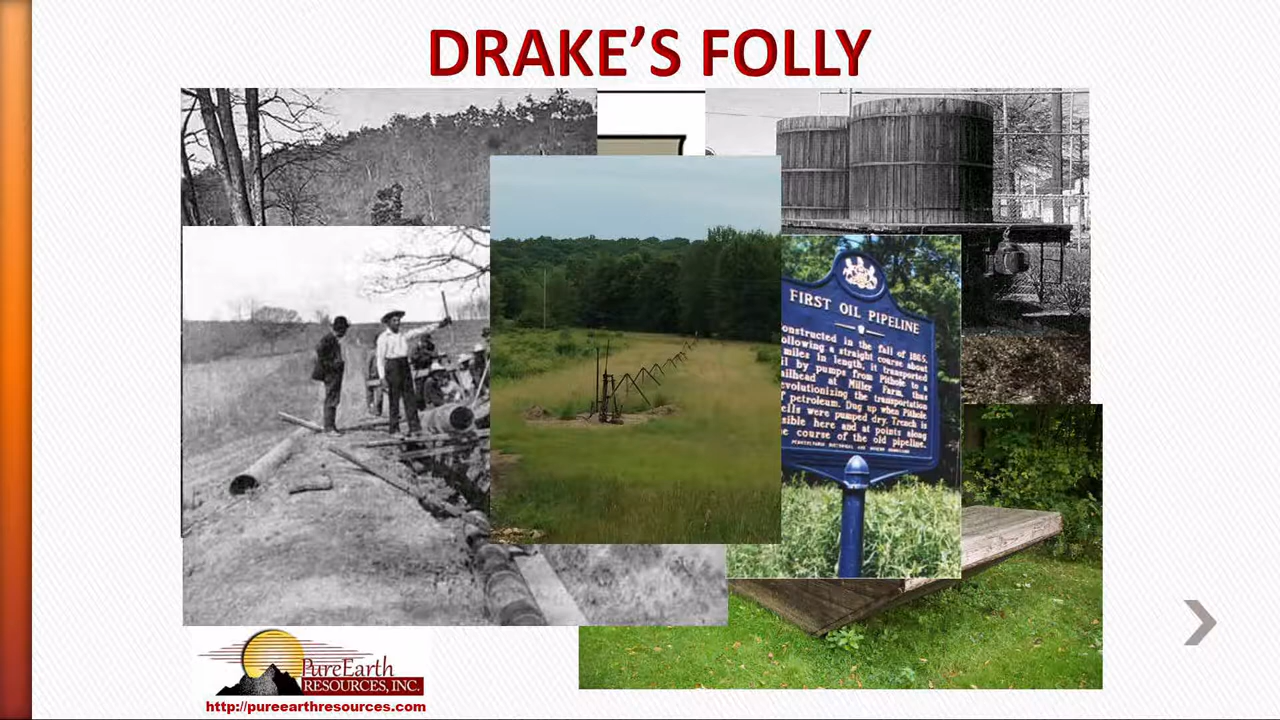 DRAKE’S FOLLY
FIRST OIL PIPELINE
onstructed in the fall of 1865,
ollowing a straight course about
miles in length, it transported
il by pumps from Pithole to a
ailhead at Miller Farm, thus
evolutionizing the transportation
f petroleum. Dug up when Pithole
ells were pumped dry. Trench is
sible here and at points along
e course of the old pipeline.
PureEarth
RESOURCES, INC.
http://pureearthresources.com